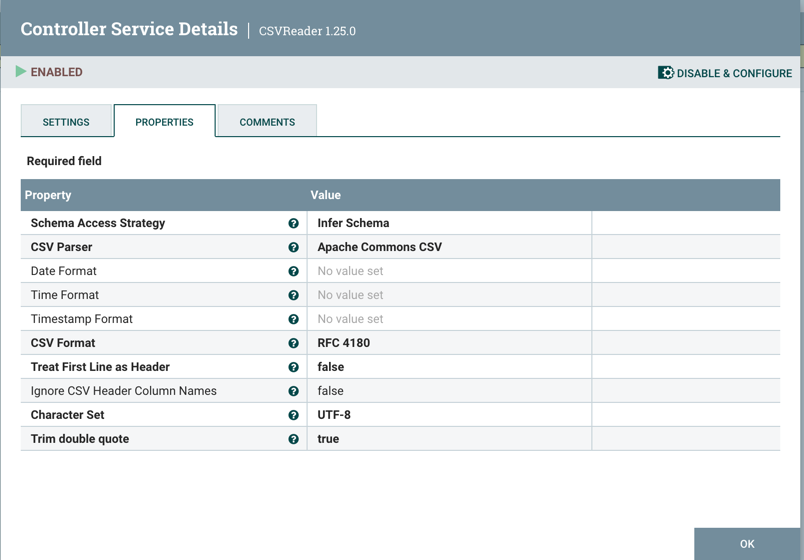 Controller Service Details | CSVReader 1.25.0
ENABLED
DISABLE & CONFIGURE
SETTINGS PROPERTIES COMMENTS
Required field
Property Value
Schema Access Strategy ? Infer Schema
CSV Parser ? Apache Commons CSV
Date Format ? No value set
Time Format ? No value set
Timestamp Format ? No value set
CSV Format ? RFC 4180
Treat First Line as Header ? false
Ignore CSV Header Column Names ? false
Character Set ? UTF-8
Trim double quote ? true
OK